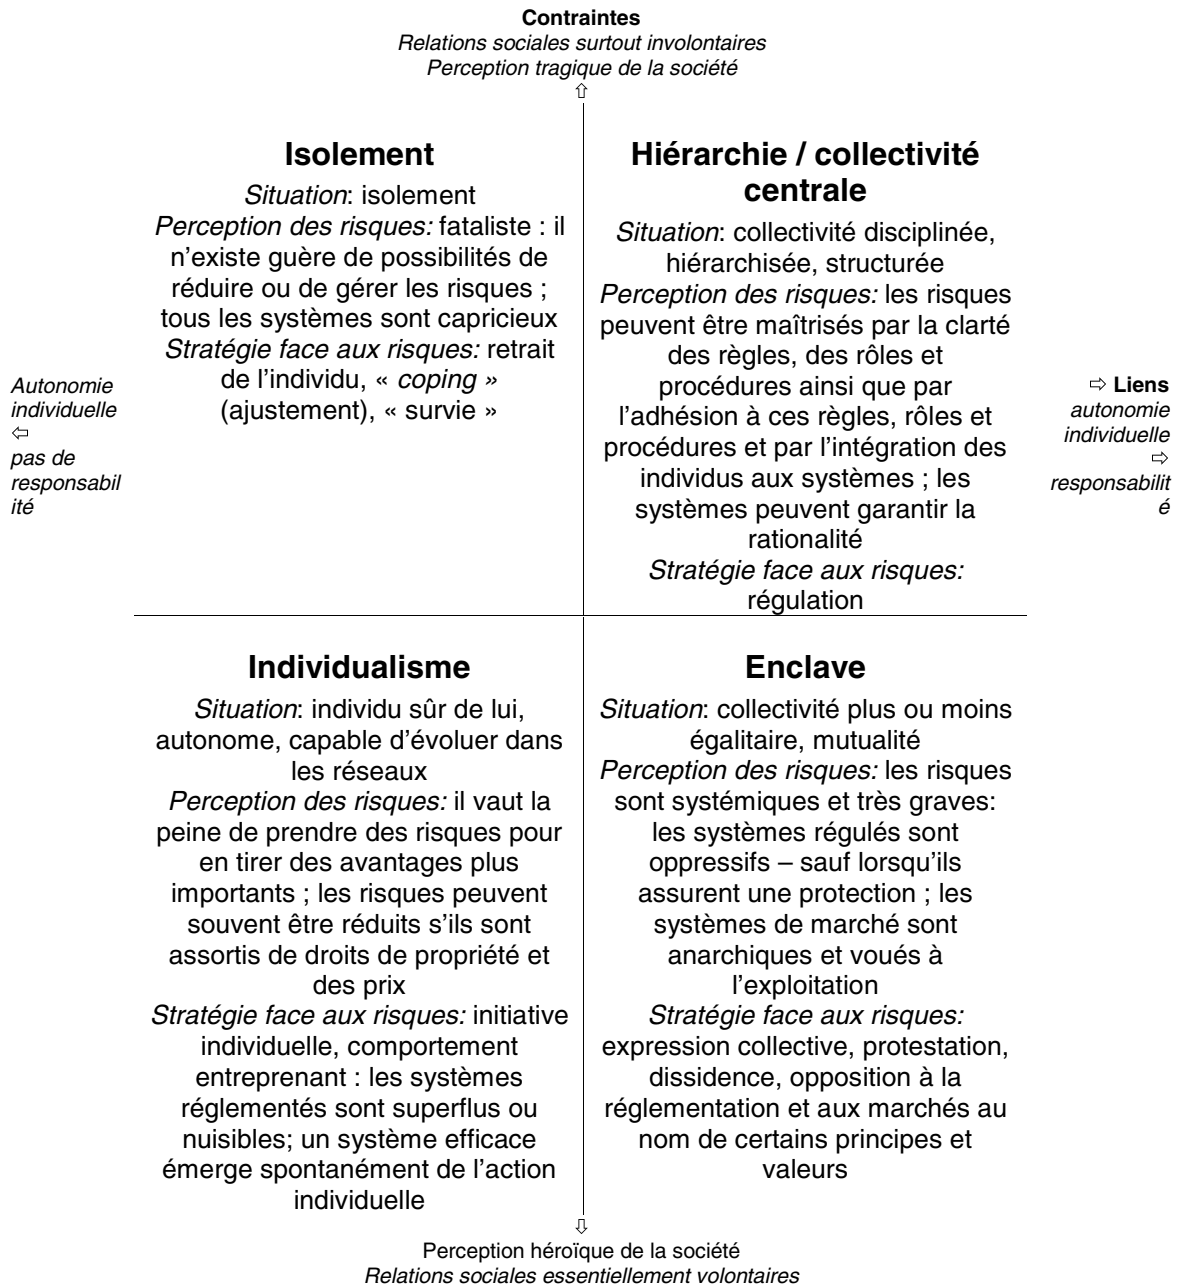 Contraintes
Relations sociales surtout involontaires
Perception tragique de la société
⇧
Isolement
Situation: isolement
Perception des risques: fataliste : il
n’existe guère de possibilités de
réduire ou de gérer les risques ;
tous les systèmes sont capricieux
Stratégie face aux risques: retrait
de l’individu, « coping »
(ajustement), « survie »
Hiérarchie / collectivité
centrale
Situation: collectivité disciplinée,
hiérarchisée, structurée
Perception des risques: les risques
peuvent être maîtrisés par la clarté
des règles, des rôles et
procédures ainsi que par
l’adhésion à ces règles, rôles et
procédures et par l’intégration des
individus aux systèmes ; les
systèmes peuvent garantir la
rationalité
Stratégie face aux risques:
régulation
Autonomie
individuelle
⇦
pas de
responsabil
ité
⇨ Liens
autonomie
individuelle
⇨
responsabilit
é
Individualisme
Situation: individu sûr de lui,
autonome, capable d’évoluer dans
les réseaux
Perception des risques: il vaut la
peine de prendre des risques pour
en tirer des avantages plus
importants ; les risques peuvent
souvent être réduits s’ils sont
assortis de droits de propriété et
des prix
Stratégie face aux risques: initiative
individuelle, comportement
entreprenant : les systèmes
réglementés sont superflus ou
nuisibles; un système efficace
émerge spontanément de l’action
individuelle
Enclave
Situation: collectivité plus ou moins
égalitaire, mutualité
Perception des risques: les risques
sont systémiques et très graves:
les systèmes régulés sont
oppressifs – sauf lorsqu’ils
assurent une protection ; les
systèmes de marché sont
anarchiques et voués à
l’exploitation
Stratégie face aux risques:
expression collective, protestation,
dissidence, opposition à la
réglementation et aux marchés au
nom de certains principes et
valeurs
⇩
Perception héroïque de la société
Relations sociales essentiellement volontaires